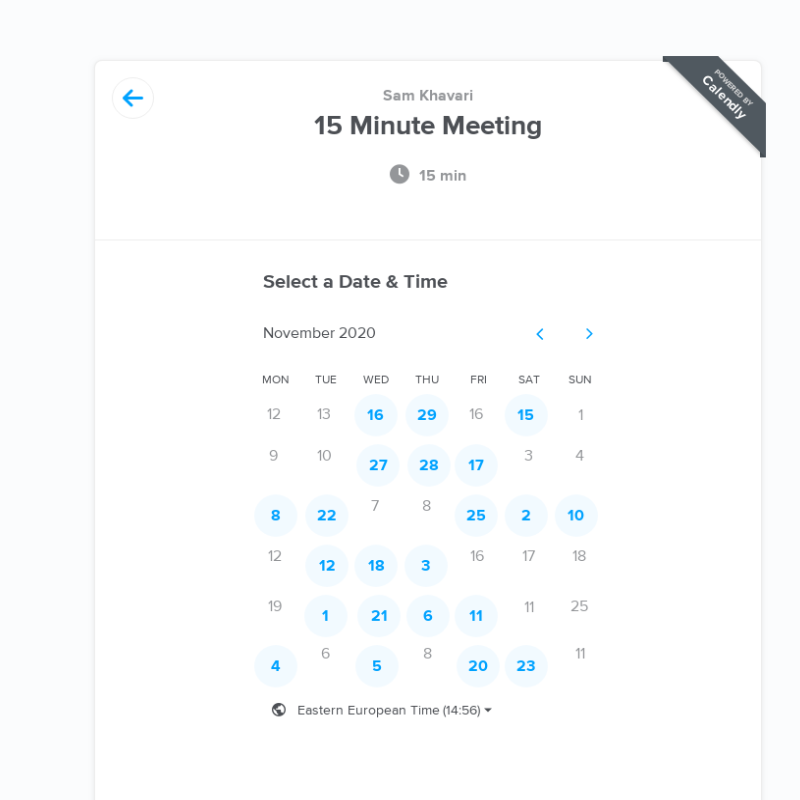 POWERED BY
Calendly
Sam Khavari
15 Minute Meeting
15 min
Select a Date & Time
November 2020
MON TUE WED THU FRI SAT SUN
12 13 16 29 16 15 1
9 10 27 28 17 3 4
8 22 7 8 25 2 10
12 12 18 3 16 17 18
19 1 21 6 11 11 25
4 6 5 8 20 23 11
Eastern European Time (14:56)